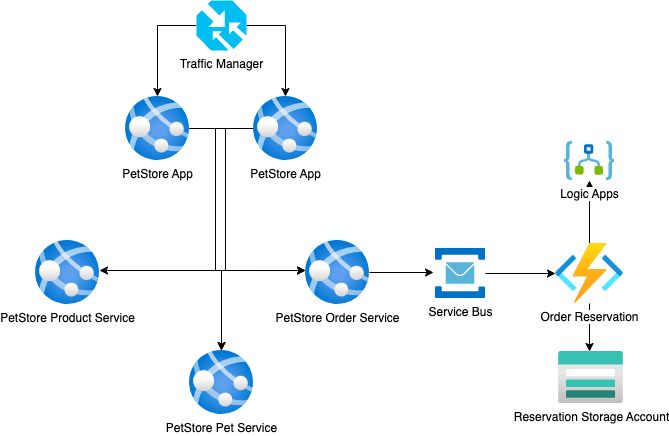 Traffic Manager
PetStore App
PetStore App
Logic Apps
PetStore Product Service
PetStore Order Service
Service Bus
Order Reservation
PetStore Pet Service
Reservation Storage Account